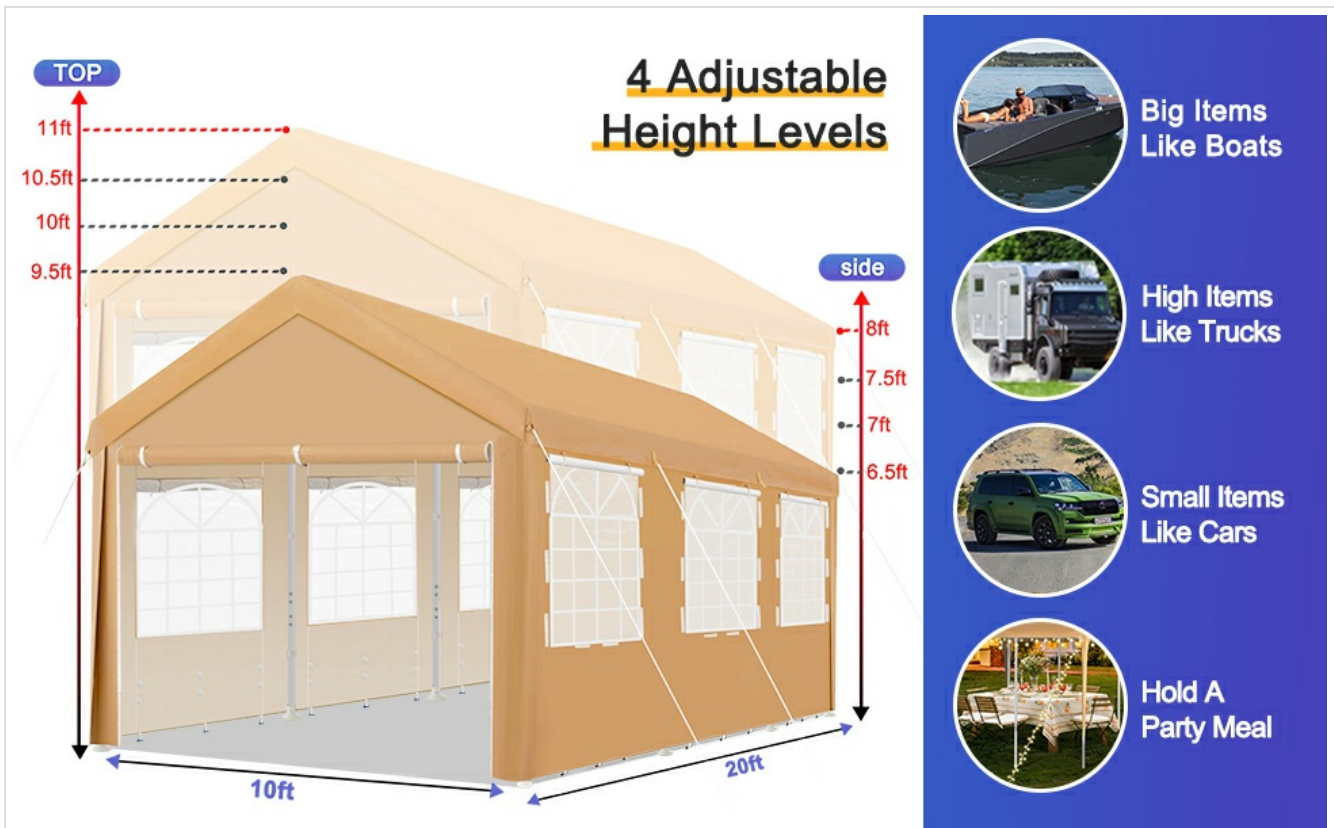 TOP
4 Adjustable
Height Levels
11ft
10.5ft
10ft
9.5ft
side
8ft
7.5ft
7ft
6.5ft
10ft
20ft
Big Items
Like Boats
High Items
Like Trucks
Small Items
Like Cars
Hold A
Party Meal